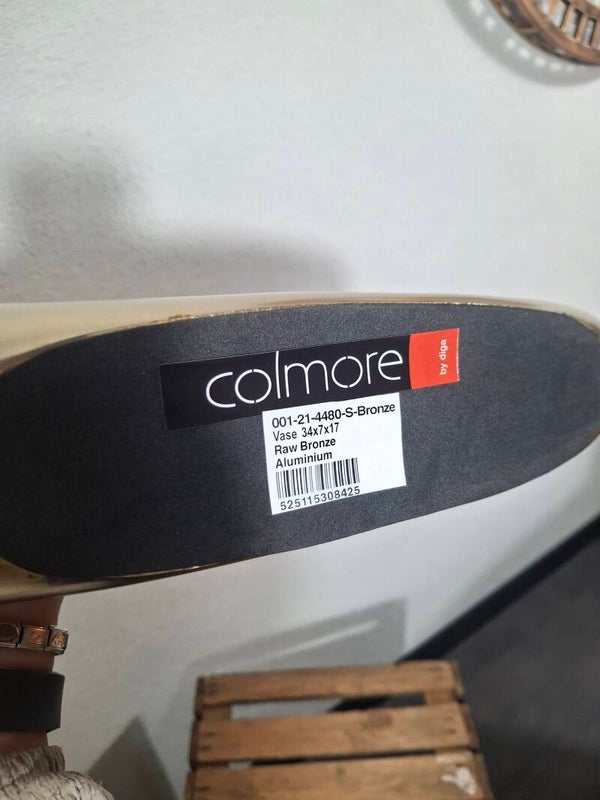 colmore
by diga
001-21-4480-S-Bronze
Vase 34x7x17
Raw Bronze
Aluminium
525115308425